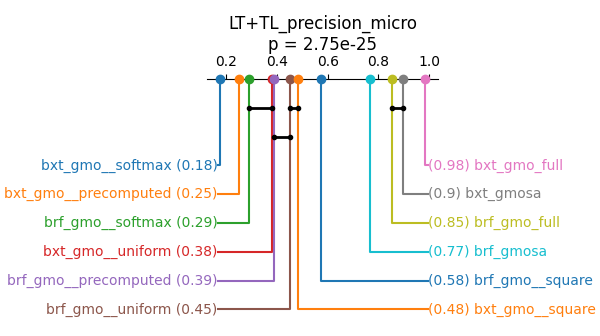 LT+TL_precision_micro
p = 2.75e-25
0.2 0.4 0.6 0.8 1.0
bxt_gmo__softmax (0.18) (0.98) bxt_gmo_full
bxt_gmo__precomputed (0.25) (0.9) bxt_gmosa
brf_gmo__softmax (0.29) (0.85) brf_gmo_full
bxt_gmo__uniform (0.38) (0.77) brf_gmosa
brf_gmo__precomputed (0.39) (0.58) brf_gmo__square
brf_gmo__uniform (0.45) (0.48) bxt_gmo__square